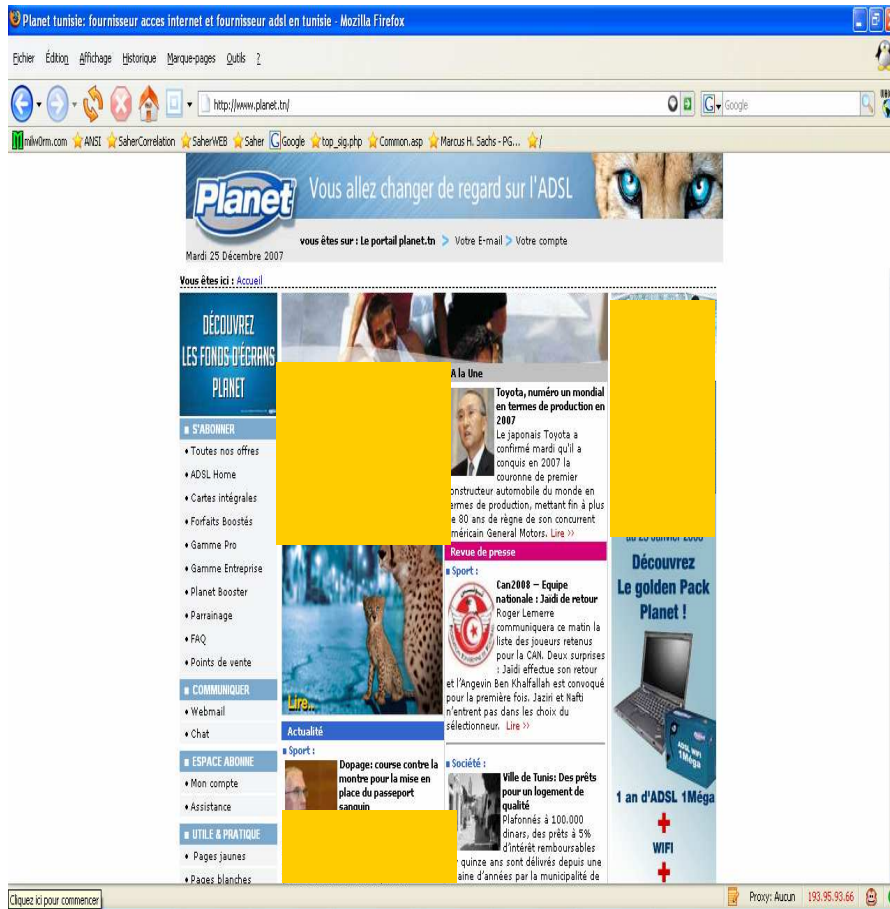 Planet tunisie: fournisseur acces internet et fournisseur adsl en tunisie - Mozilla Firefox
Fichier Édition Affichage Historique Marque-pages Outils ?
http://www.planet.tn/
G Google
milw0rm.com ANSI SaherCorrelation SaherWEB Saher Google top_sig.php Common.asp Marcus H. Sachs - PG... /
Planet
Vous allez changer de regard sur l'ADSL
vous êtes sur : Le portail planet.tn > Votre E-mail > Votre compte
Mardi 25 Décembre 2007
Vous êtes ici : Accueil
DÉCOUVREZ
LES FONDS D'ÉCRANS
PLANET
S'ABONNER
• Toutes nos offres
• ADSL Home
• Cartes intégrales
• Forfaits Boostés
• Gamme Pro
• Gamme Entreprise
• Planet Booster
• Parrainage
• FAQ
• Points de vente
COMMUNIQUER
• Webmail
• Chat
ESPACE ABONNE
• Mon compte
• Assistance
UTILE & PRATIQUE
• Pages jaunes
• Pages blanches
Lire..
Actualité
Sport :
Dopage: course contre la
montre pour la mise en
place du passeport
sanguin
A la Une
Toyota, numéro un mondial
en termes de production en
2007
Le japonais Toyota a
confirmé mardi qu'il a
conquis en 2007 la
couronne de premier
constructeur automobile du monde en
termes de production, mettant fin à plus
de 80 ans de règne de son concurrent
américain General Motors. Lire >>
Revue de presse
Sport :
Can2008 – Equipe
nationale : Jaidi de retour
Roger Lemerre
communiquera ce matin la
liste des joueurs retenus
pour la CAN. Deux surprises
: Jaidi effectue son retour
et l'Angevin Ben Khalfallah est convoqué
pour la première fois. Jaziri et Nafti
n'entrent pas dans les choix du
sélectionneur. Lire >>
Société :
Ville de Tunis: Des prêts
pour un logement de
qualité
Plafonnés à 100.000
dinars, des prêts à 5%
d'intérêt remboursables
quinze ans sont délivrés depuis une
d'années par la municipalité de
Découvrez
Le golden Pack
Planet !
ADSL WIFI
1Méga
1 an d'ADSL 1Méga
+
WIFI
+
Cliquez ici pour commencer
Proxy: Aucun 193.95.93.66